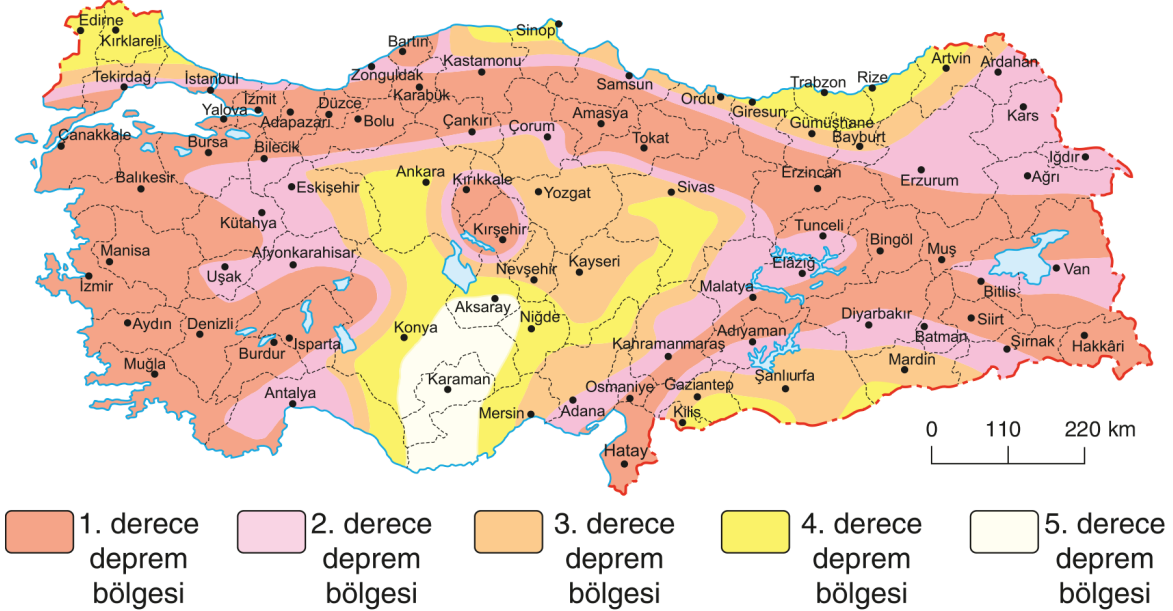 Edirne
Kırklareli
Sinop
Bartın
Artvin
Kastamonu
Ardahan
Tekirdağ
İstanbul
Zonguldak
Samsun
Trabzon
Rize
Karabük
Yalova
İzmit
Düzce
Ordu
Giresun
Kars
Adapazarı
Bolu
Çankırı
Amasya
Gümüşhane
Çanakkale
Çorum
Bayburt
Bursa
Bilecik
Tokat
Iğdır
Balıkesir
Ankara
Kırıkkale
Erzincan
Erzurum
Ağrı
Eskişehir
Yozgat
Sivas
Kütahya
Kırşehir
Tunceli
Bingöl
Muş
Manisa
Afyonkarahisar
Uşak
Nevşehir
Kayseri
Elazığ
Van
İzmir
Malatya
Bitlis
Aksaray
Aydın
Denizli
Konya
Niğde
Diyarbakır
Siirt
Burdur
Isparta
Kahramanmaraş
Adıyaman
Batman
Şırnak
Hakkâri
Muğla
Karaman
Mardin
Antalya
Osmaniye
Gaziantep
Şanlıurfa
Mersin
Adana
Kilis
Hatay
0 110 220 km
1. derece
deprem
bölgesi
2. derece
deprem
bölgesi
3. derece
deprem
bölgesi
4. derece
deprem
bölgesi
5. derece
deprem
bölgesi